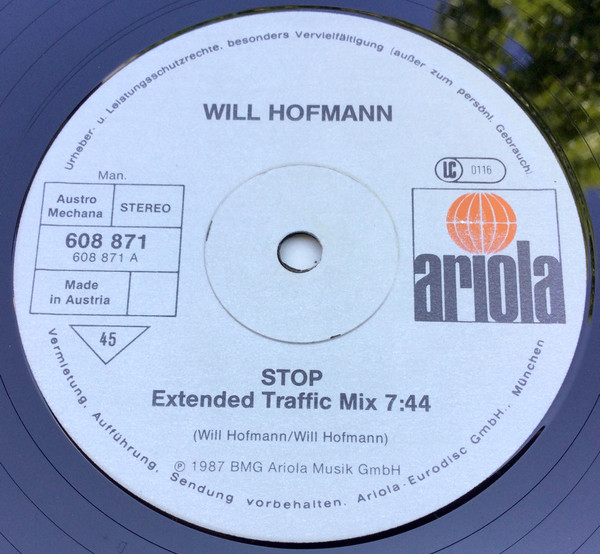 Urheber- u. Leistungsschutzrechte, besonders Vervielfältigung (außer zum persönl. Gebrauch)
WILL HOFMANN
LC 0116
Man.
Austro Mechana
STEREO
608 871
608 871 A
Made in Austria
45
ariola
STOP
Extended Traffic Mix 7:44
(Will Hofmann/Will Hofmann)
℗ 1987 BMG Ariola Musik GmbH
Vermietung, Aufführung, Sendung vorbehalten. Ariola-Eurodisc GmbH., München